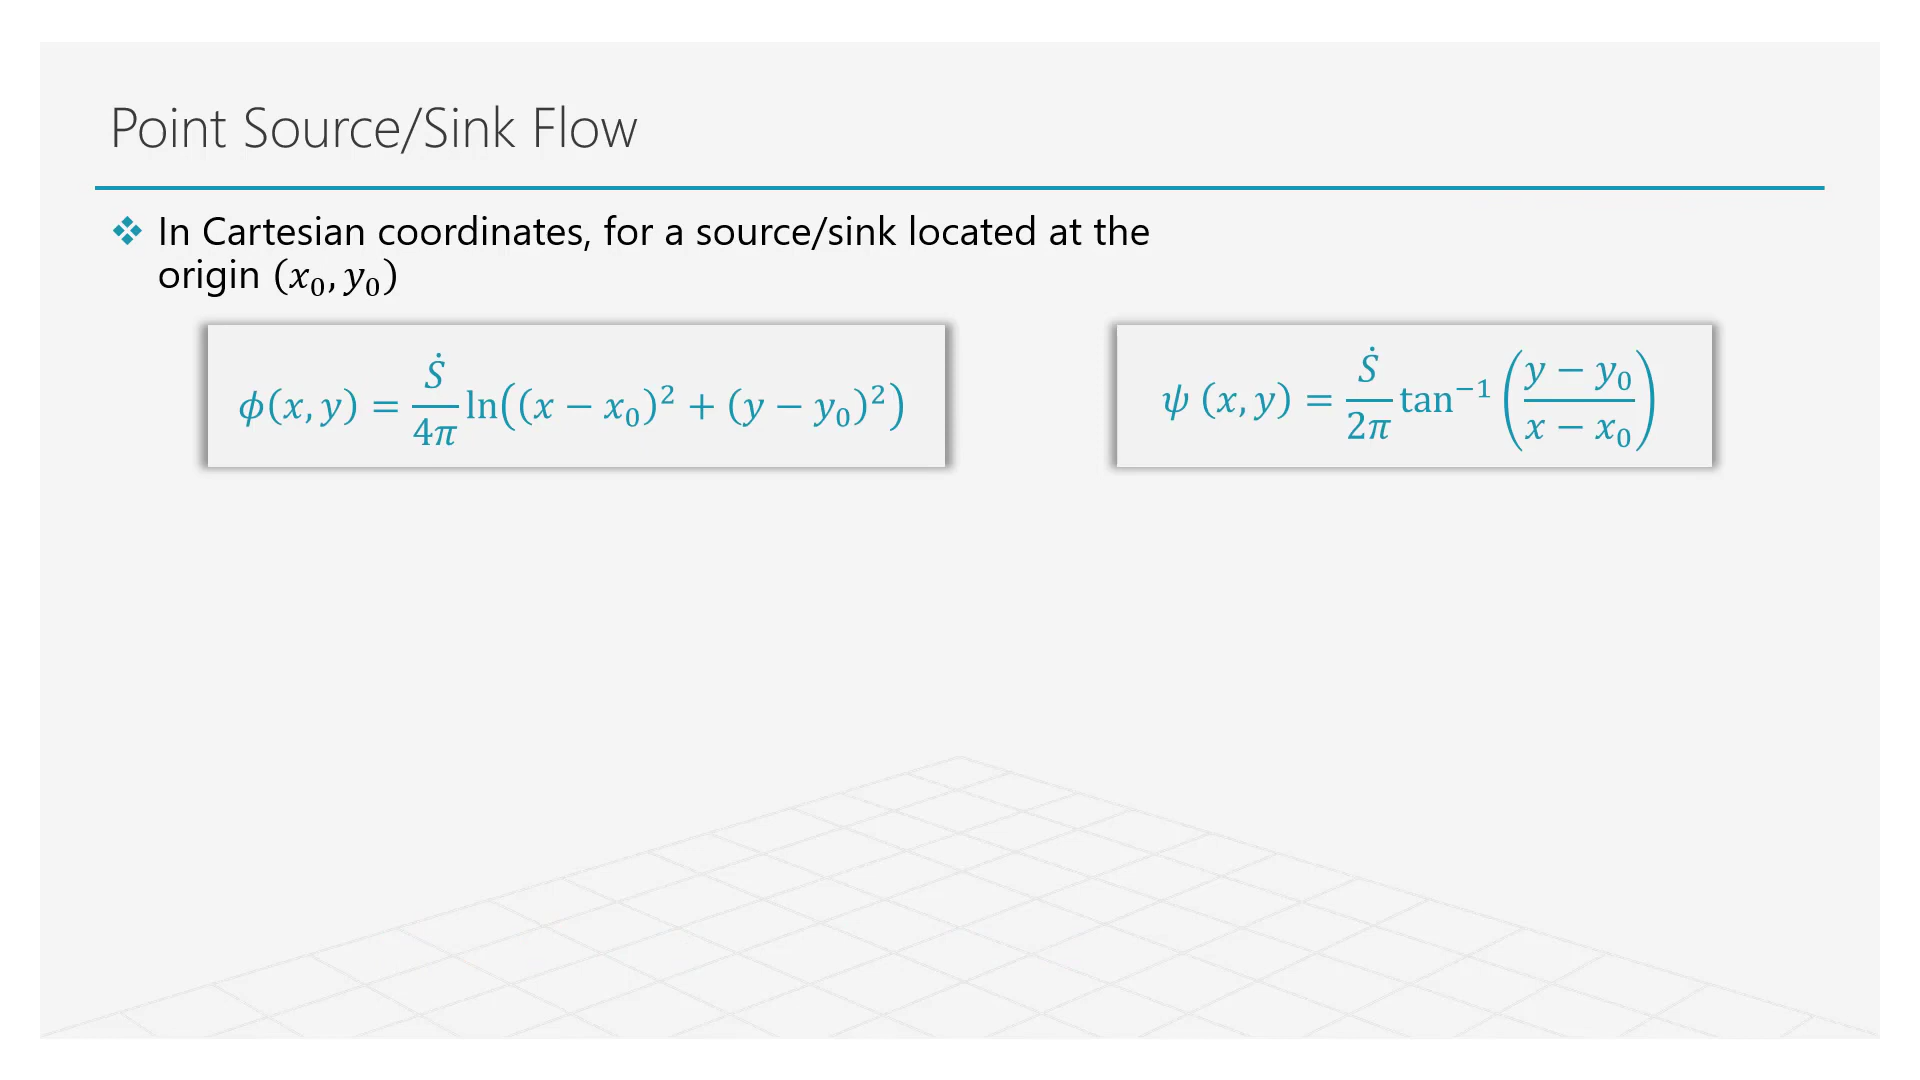 Point Source/Sink Flow
❖ In Cartesian coordinates, for a source/sink located at the
origin (x₀, y₀)
ϕ(x, y) = Ṡ/4π ln((x − x₀)² + (y − y₀)²)
ψ (x, y) = Ṡ/2π tan⁻¹ ((y − y₀)/(x − x₀))